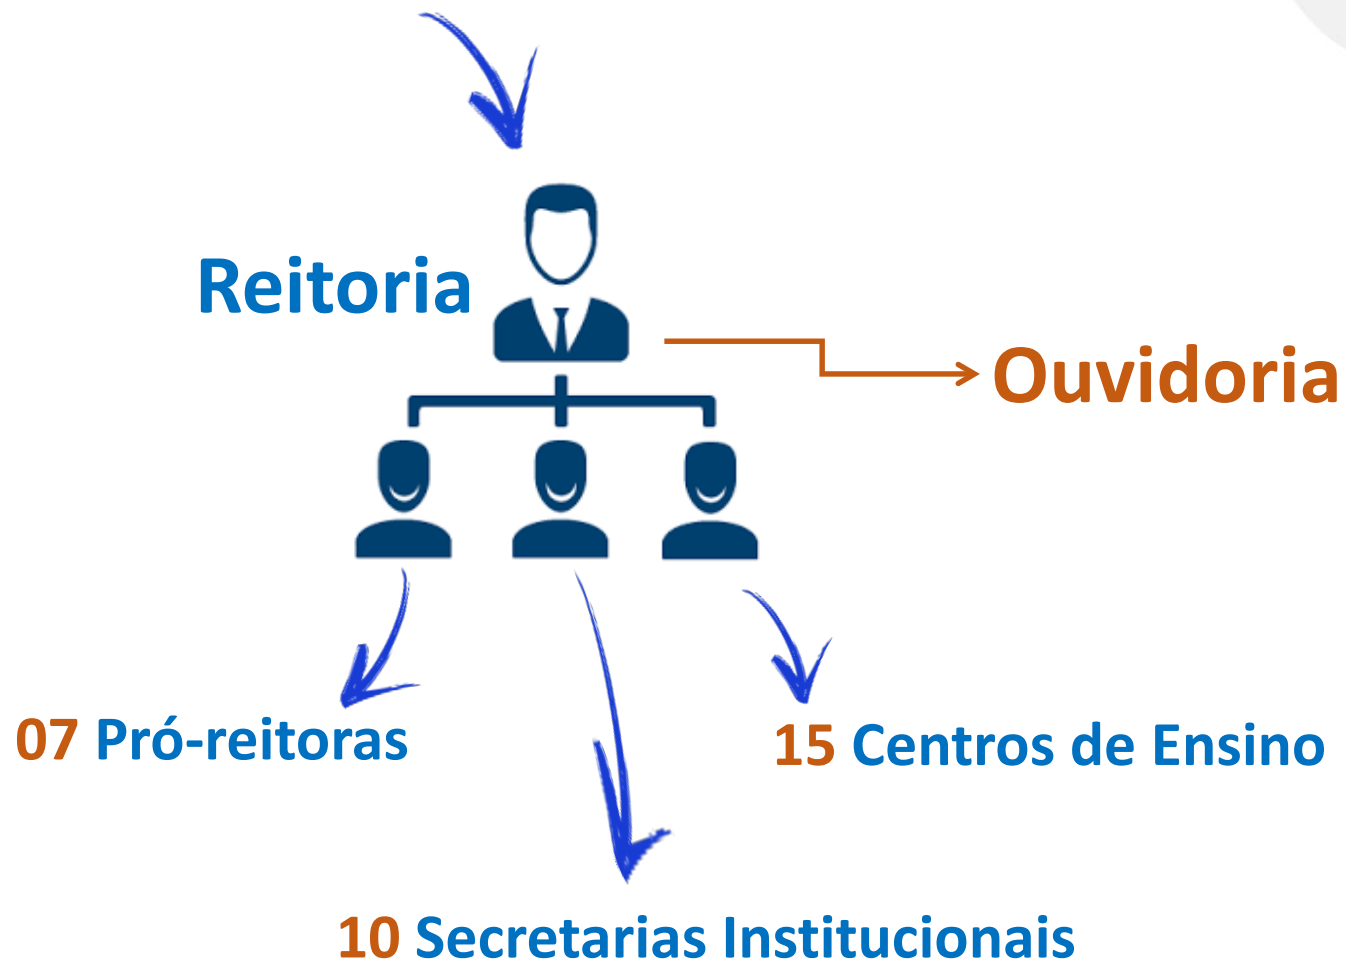 Reitoria
Ouvidoria
07 Pró-reitoras
15 Centros de Ensino
10 Secretarias Institucionais